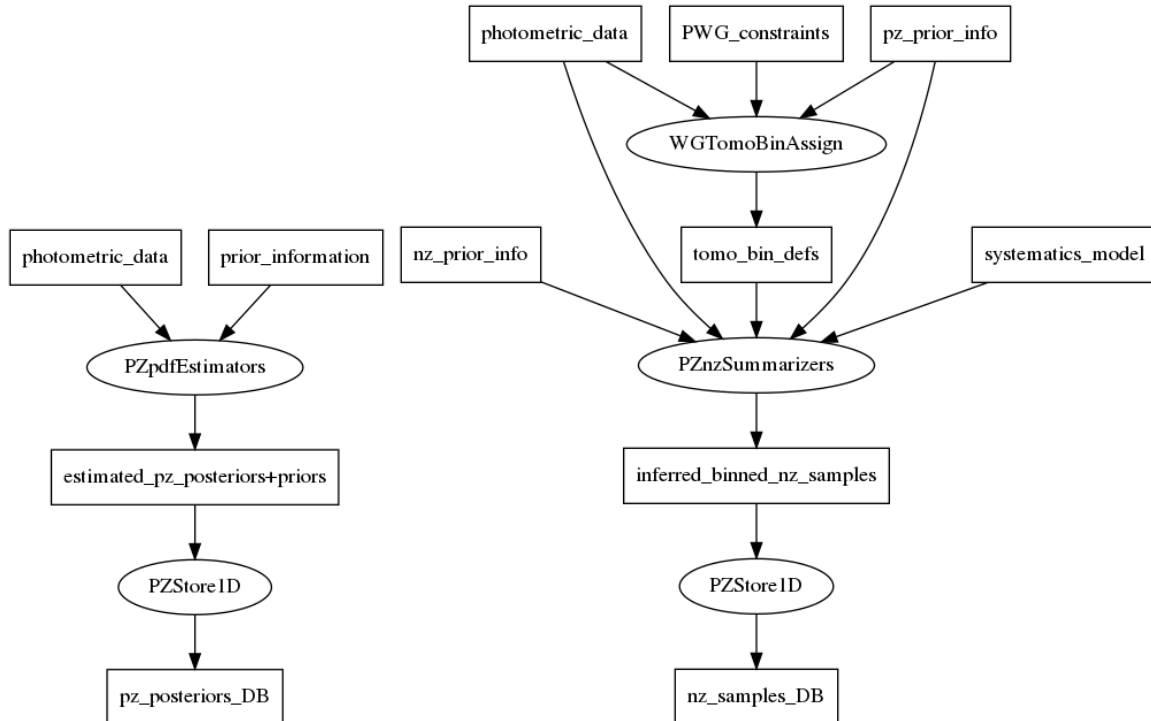 photometric_data
PWG_constraints
pz_prior_info
WGTomoBinAssign
photometric_data
prior_information
nz_prior_info
tomo_bin_defs
systematics_model
PZpdfEstimators
PZnzSummarizers
estimated_pz_posteriors+priors
inferred_binned_nz_samples
PZStore1D
PZStore1D
pz_posteriors_DB
nz_samples_DB